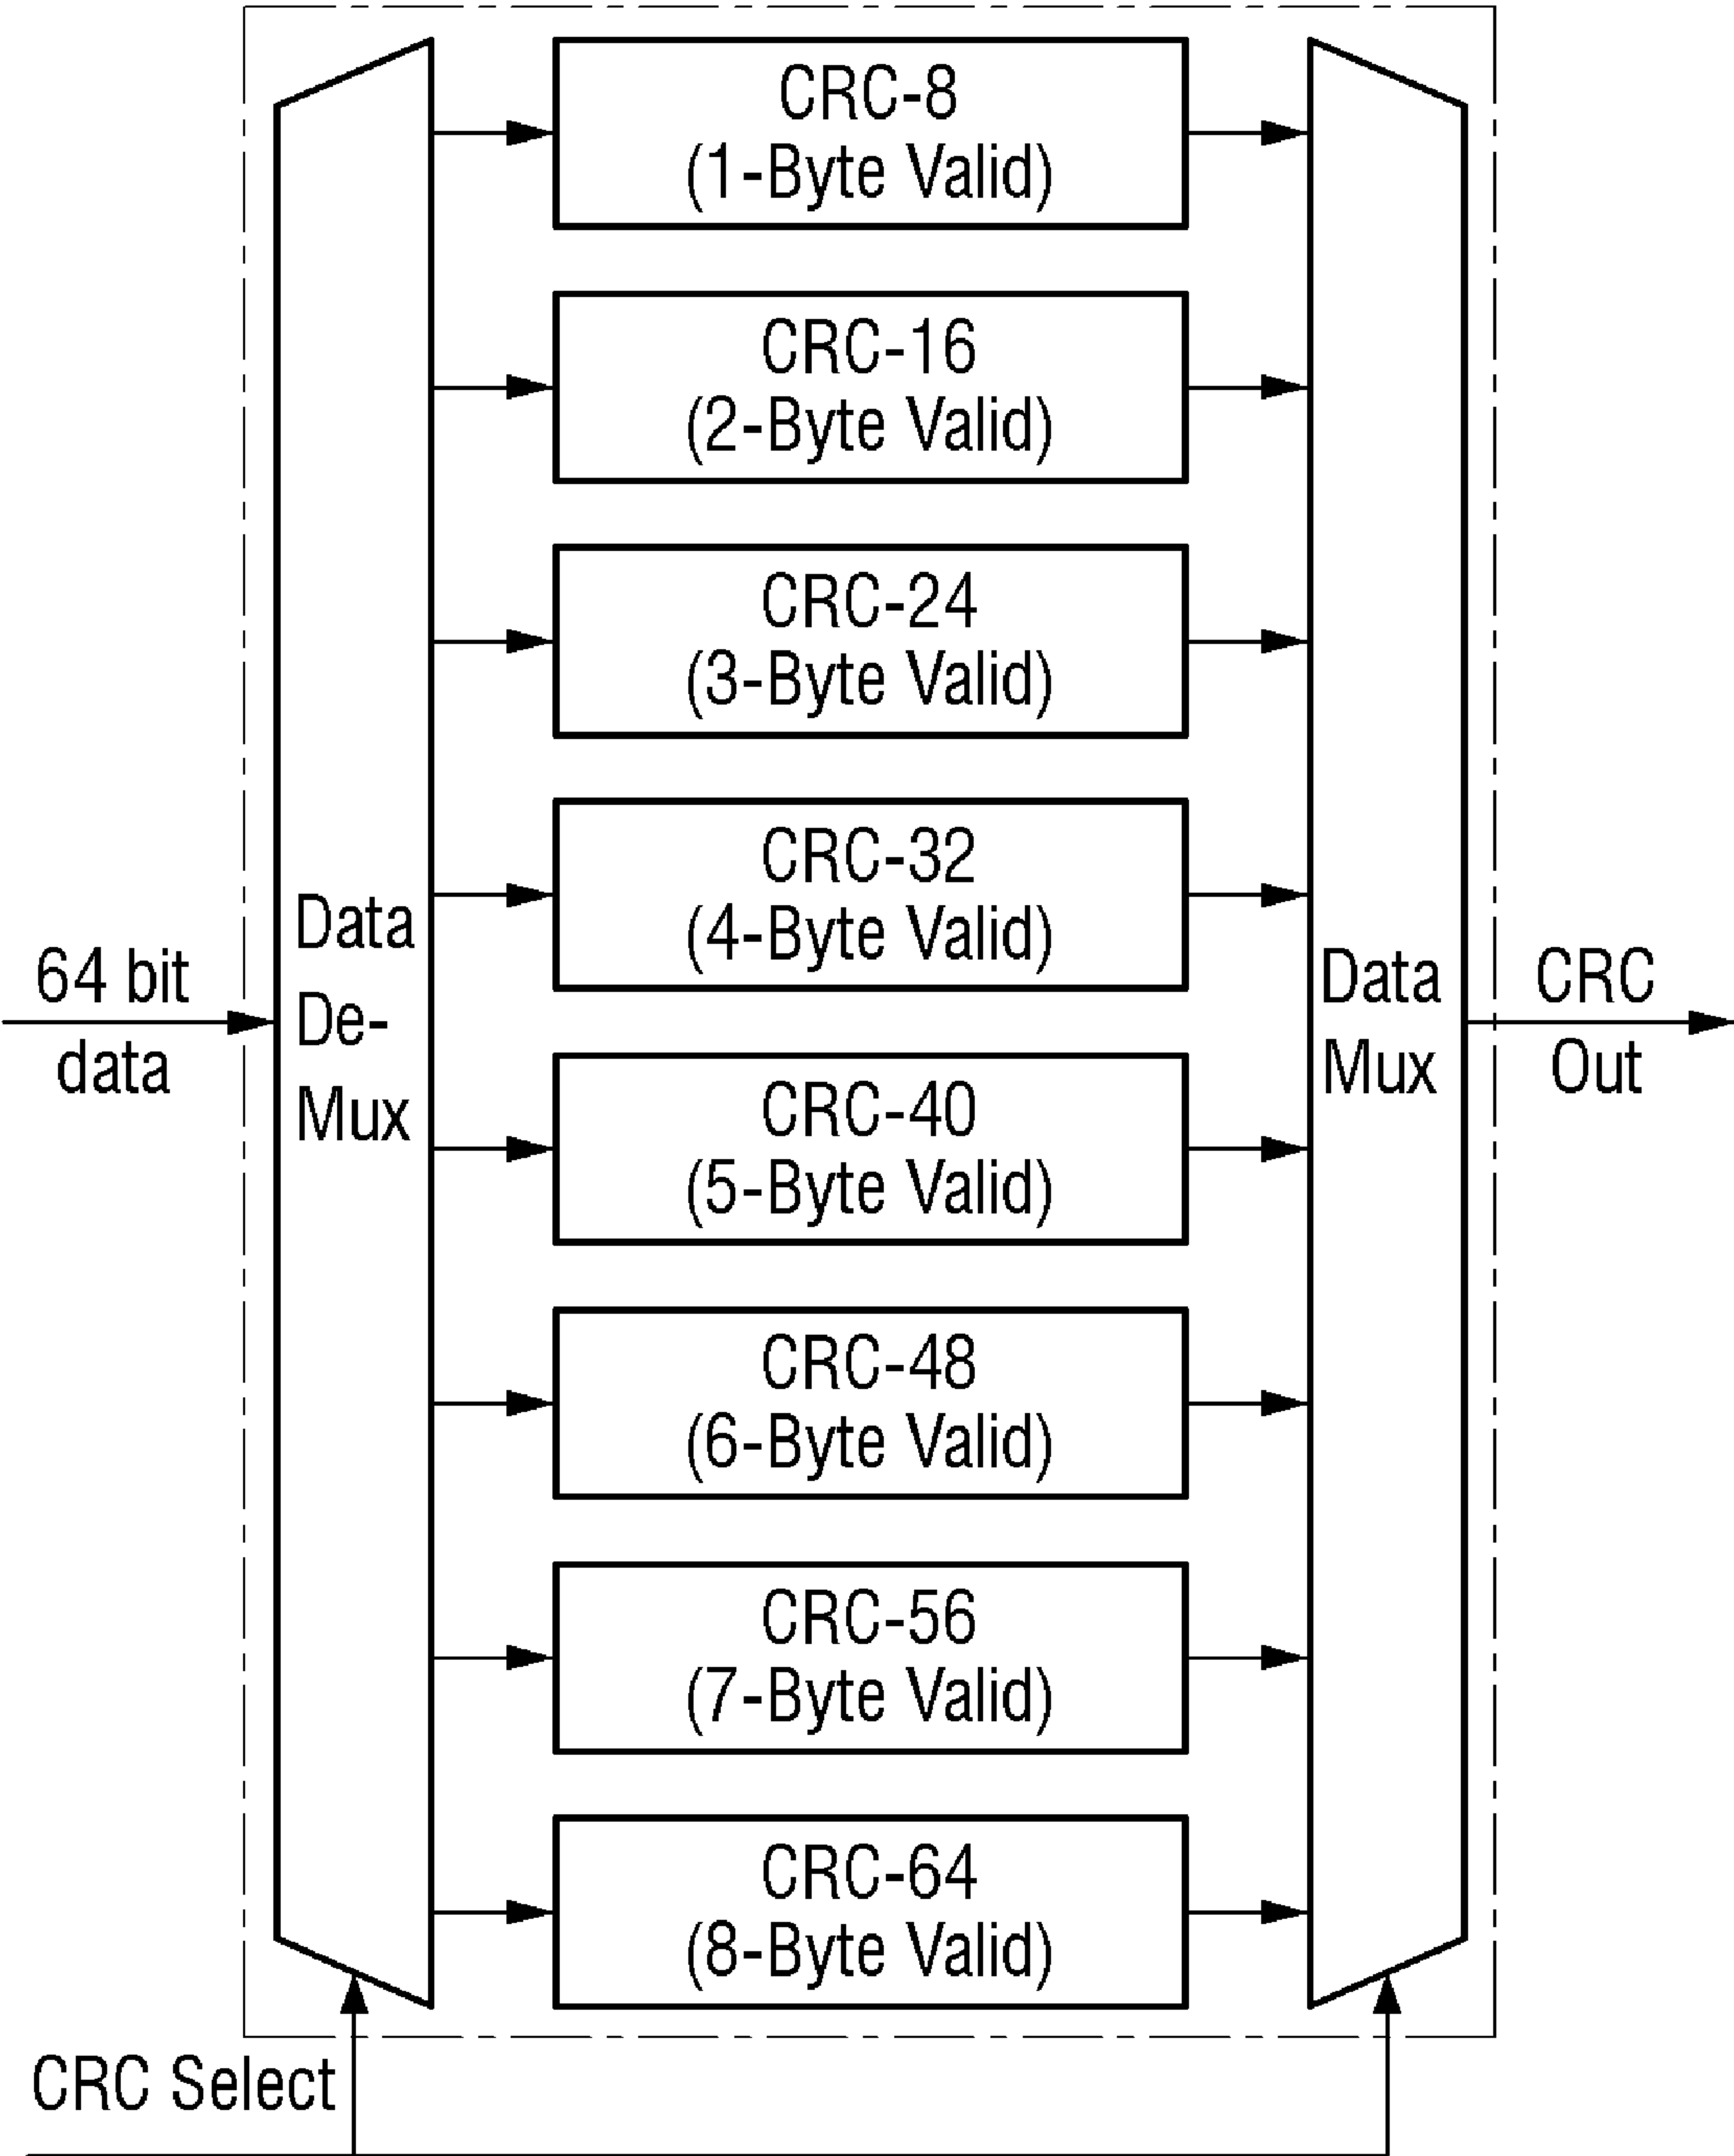 CRC-8
(1-Byte Valid)
CRC-16
(2-Byte Valid)
CRC-24
(3-Byte Valid)
CRC-32
(4-Byte Valid)
64 bit
data
Data
De-
Mux
Data
Mux
CRC
Out
CRC-40
(5-Byte Valid)
CRC-48
(6-Byte Valid)
CRC-56
(7-Byte Valid)
CRC-64
(8-Byte Valid)
CRC Select